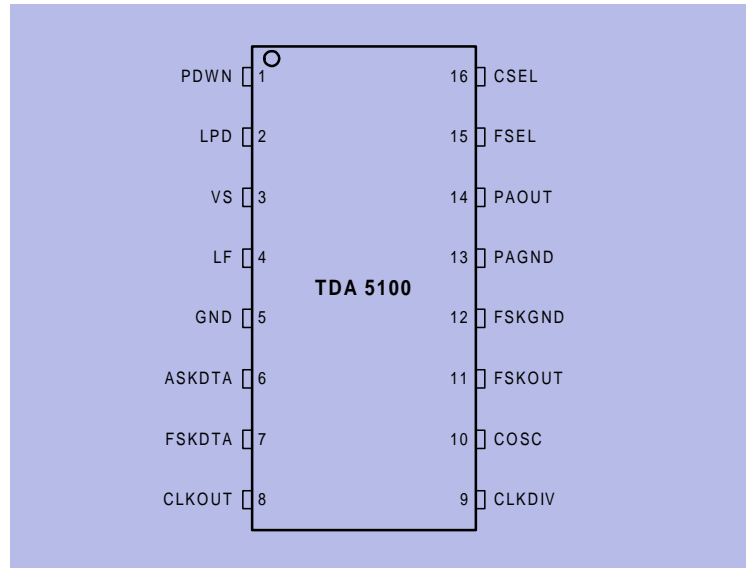 PDWN 1 16 CSEL
LPD 2 15 FSEL
VS 3 14 PAOUT
LF 4 13 PAGND
TDA 5100
GND 5 12 FSKGND
ASKDTA 6 11 FSKOUT
FSKDTA 7 10 COSC
CLKOUT 8 9 CLKDIV